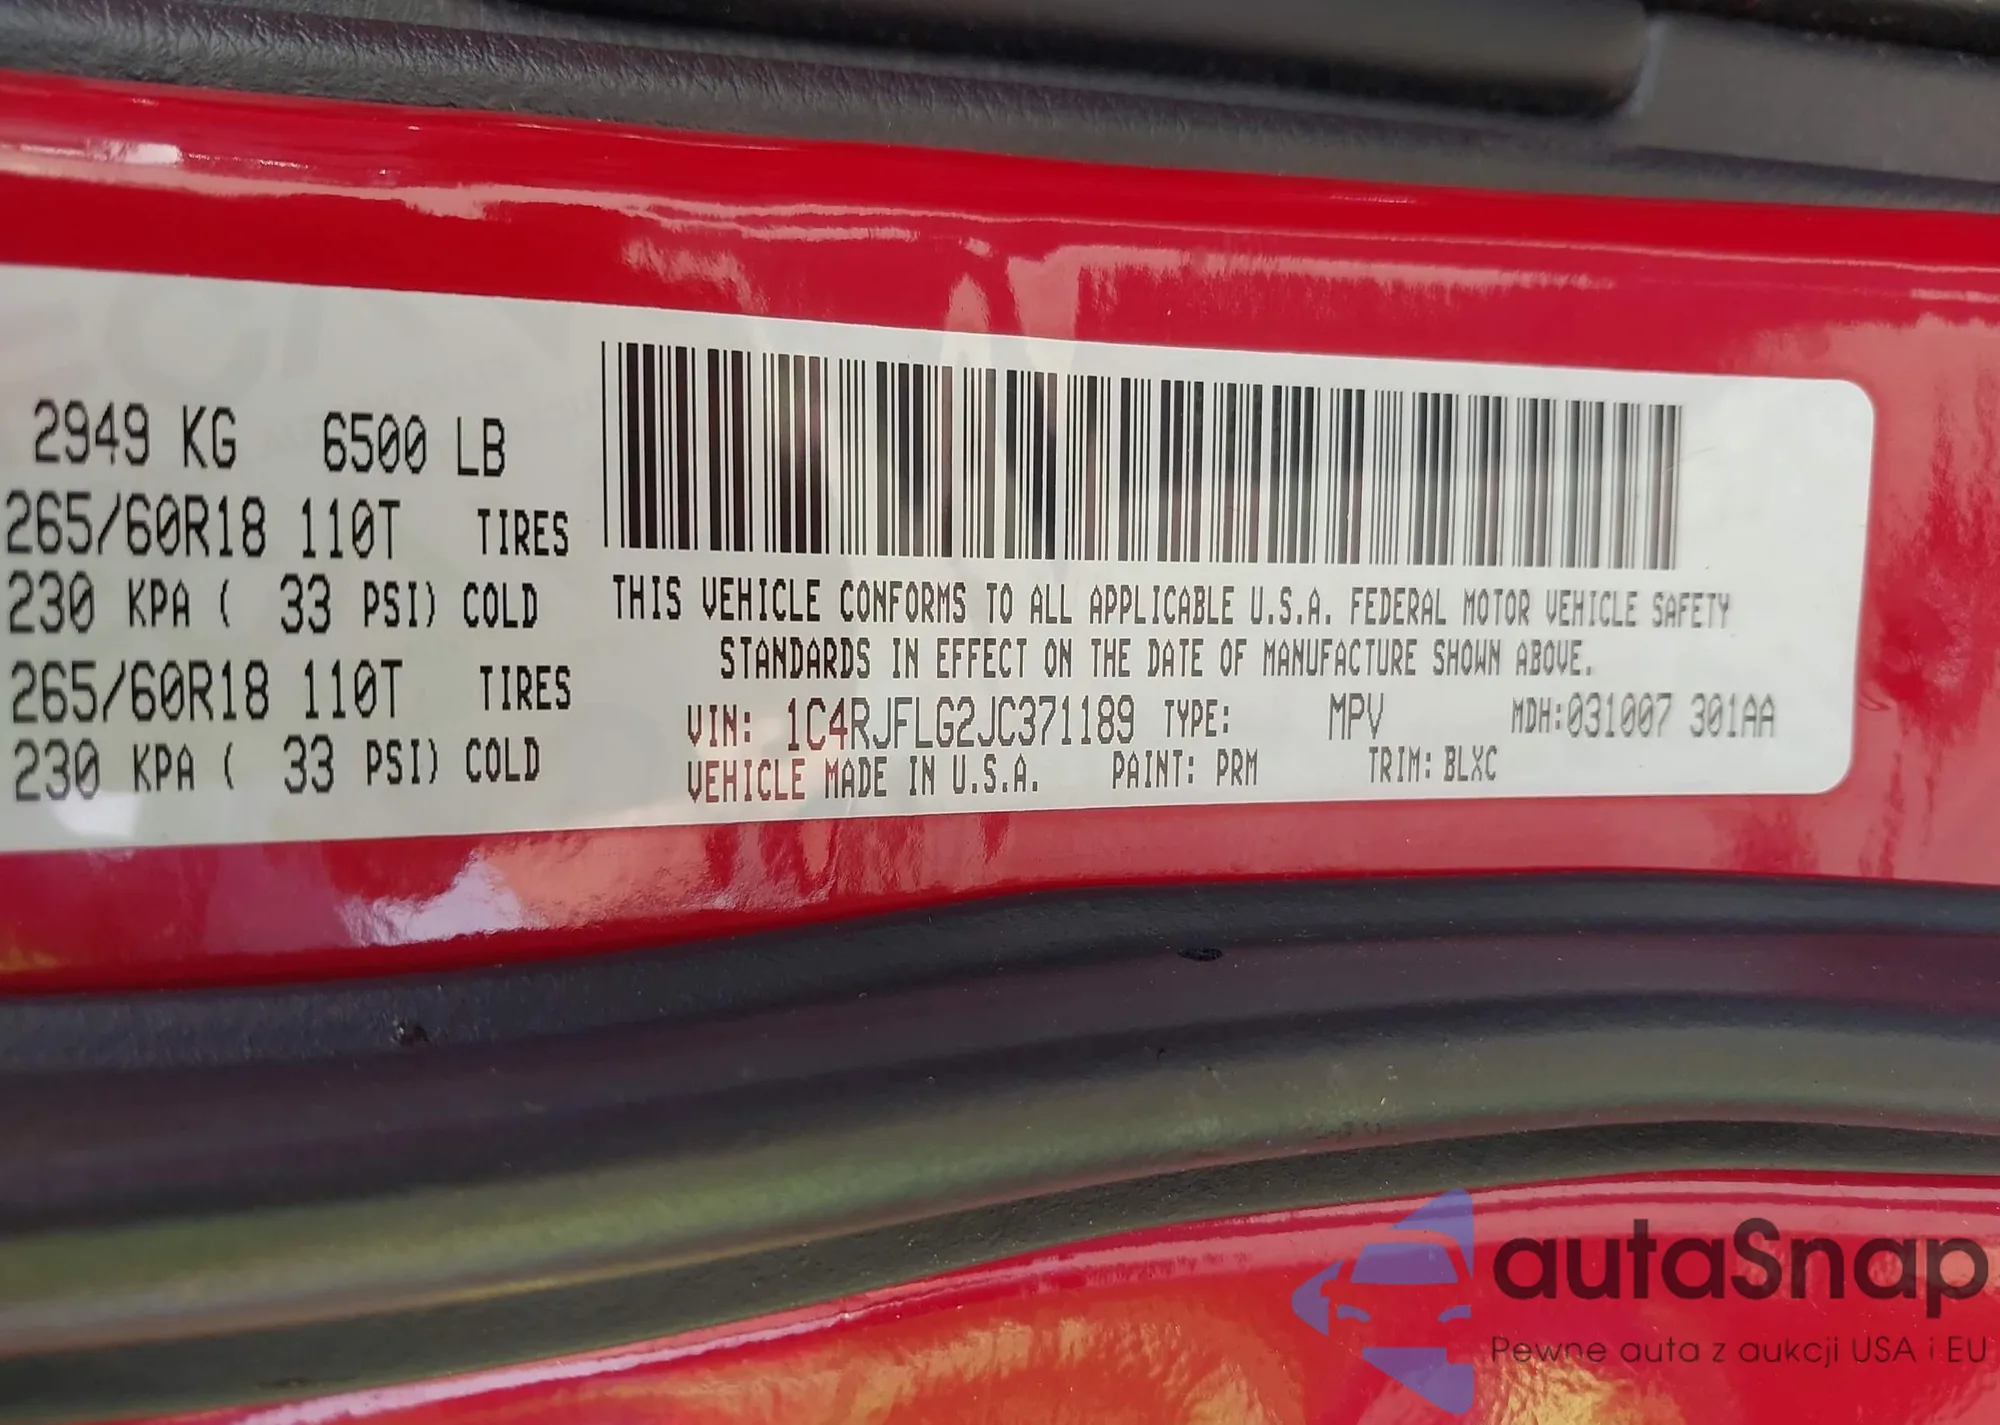 2949 KG 6500 LB
265/60R18 110T TIRES
230 KPA ( 33 PSI) COLD
265/60R18 110T TIRES
230 KPA ( 33 PSI) COLD
THIS VEHICLE CONFORMS TO ALL APPLICABLE U.S.A. FEDERAL MOTOR VEHICLE SAFETY
STANDARDS IN EFFECT ON THE DATE OF MANUFACTURE SHOWN ABOVE.
VIN: 1C4RJFLG2JC371189 TYPE: MPV MDH:031007 301AA
VEHICLE MADE IN U.S.A. PAINT: PRM TRIM: BLXC
autaSnap
Pewne auta z aukcji USA i EU